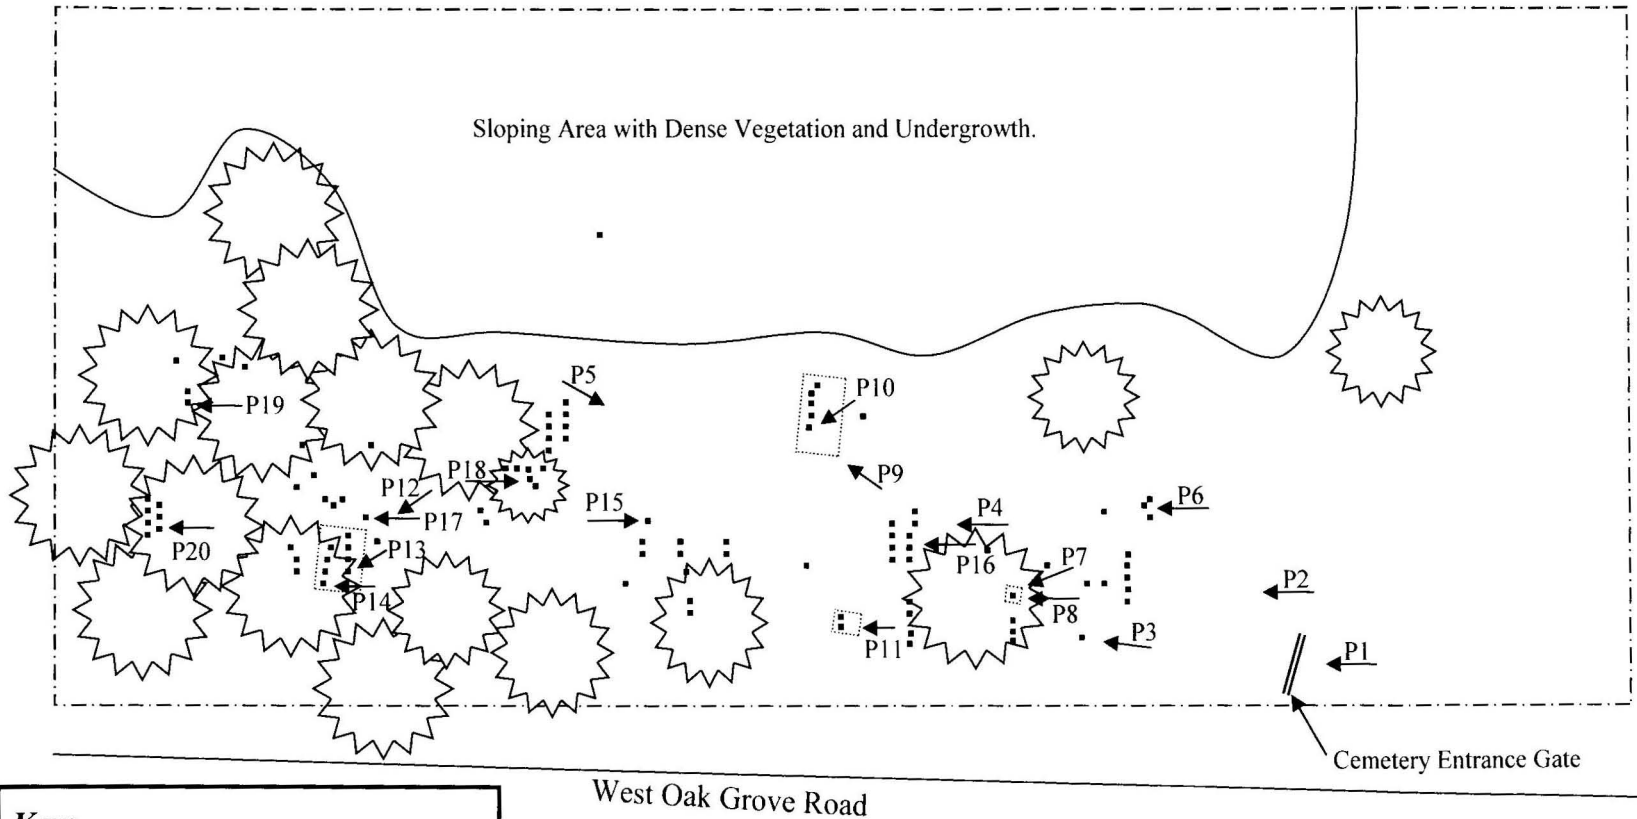 Sloping Area with Dense Vegetation and Undergrowth.
P5
P10
P19
P18
P9
P12
P15
P4
P6
P17
P20
P13
P16
P7
P14
P8
P2
P11
P3
P1
Cemetery Entrance Gate
West Oak Grove Road